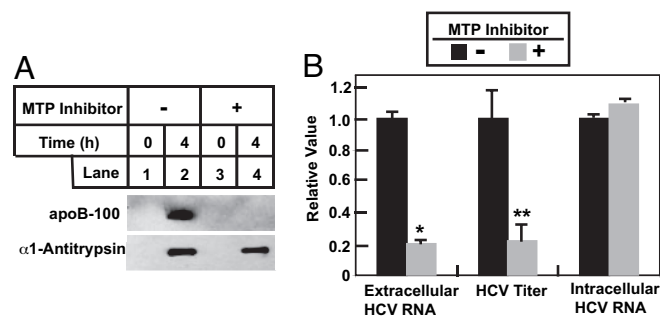 A
MTP Inhibitor - +
Time (h) 0 4 0 4
Lane 1 2 3 4
apoB-100
α1-Antitrypsin
B
MTP Inhibitor
- +
Relative Value
1.2
1.0
0.8
0.6
0.4
0.2
0
*
**
Extracellular
HCV RNA
HCV Titer
Intracellular
HCV RNA